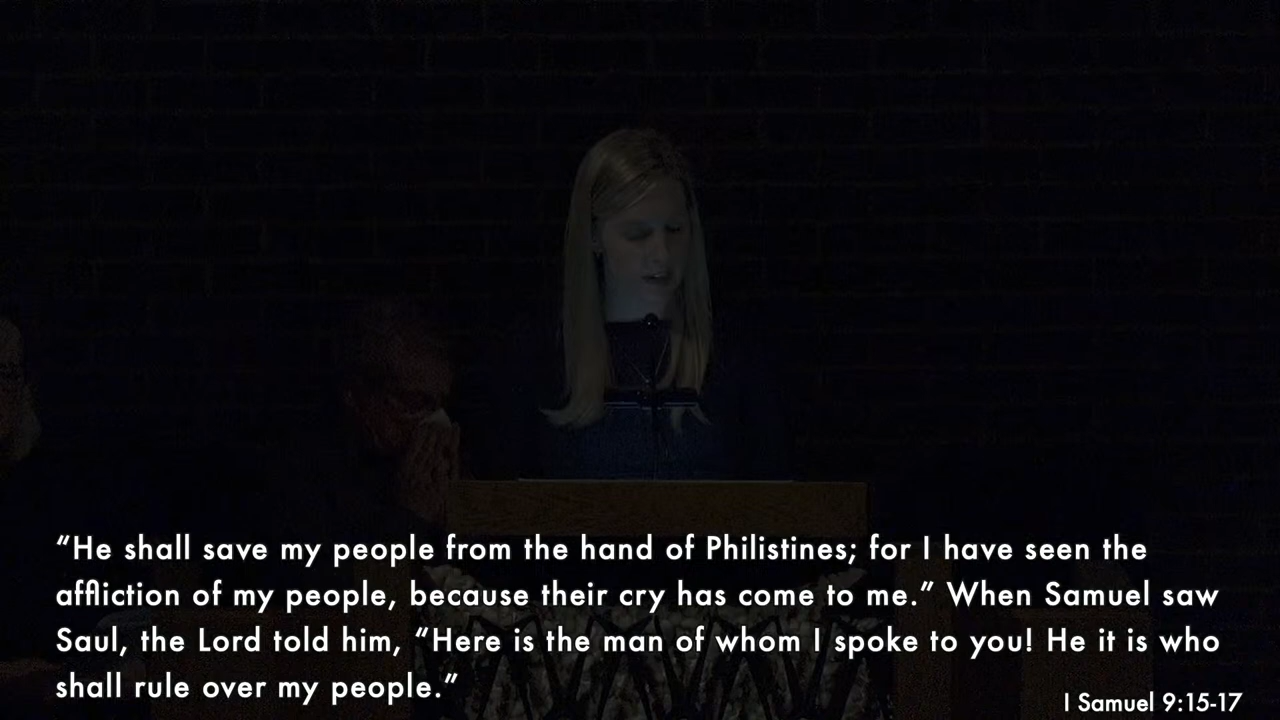 “He shall save my people from the hand of Philistines; for I have seen the
affliction of my people, because their cry has come to me.” When Samuel saw
Saul, the Lord told him, “Here is the man of whom I spoke to you! He it is who
shall rule over my people.”
I Samuel 9:15-17